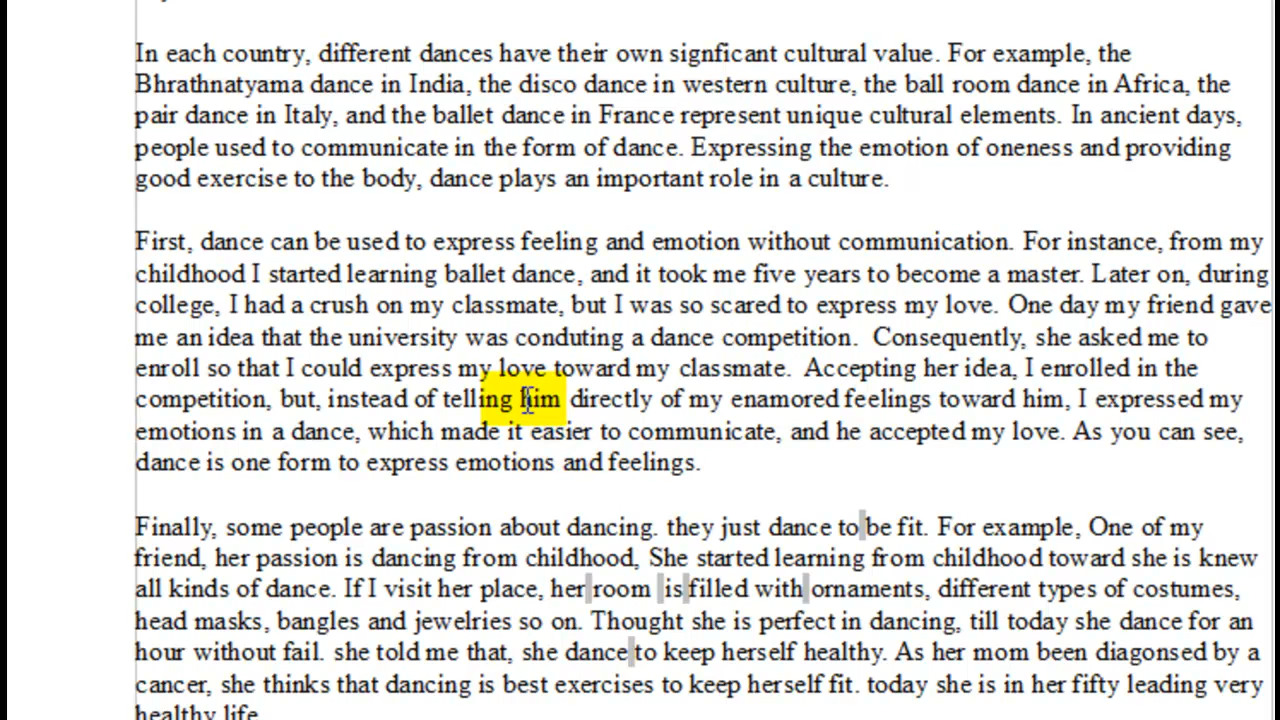 In each country, different dances have their own signficant cultural value. For example, the
Bhrathnatyama dance in India, the disco dance in western culture, the ball room dance in Africa, the
pair dance in Italy, and the ballet dance in France represent unique cultural elements. In ancient days,
people used to communicate in the form of dance. Expressing the emotion of oneness and providing
good exercise to the body, dance plays an important role in a culture.
First, dance can be used to express feeling and emotion without communication. For instance, from my
childhood I started learning ballet dance, and it took me five years to become a master. Later on, during
college, I had a crush on my classmate, but I was so scared to express my love. One day my friend gave
me an idea that the university was conduting a dance competition.  Consequently, she asked me to
enroll so that I could express my love toward my classmate.  Accepting her idea, I enrolled in the
competition, but, instead of telling him directly of my enamored feelings toward him, I expressed my
emotions in a dance, which made it easier to communicate, and he accepted my love. As you can see,
dance is one form to express emotions and feelings.
Finally, some people are passion about dancing. they just dance to be fit. For example, One of my
friend, her passion is dancing from childhood, She started learning from childhood toward she is knew
all kinds of dance. If I visit her place, her room  is filled with ornaments, different types of costumes,
head masks, bangles and jewelries so on. Thought she is perfect in dancing, till today she dance for an
hour without fail. she told me that, she dance to keep herself healthy. As her mom been diagonsed by a
cancer, she thinks that dancing is best exercises to keep herself fit. today she is in her fifty leading very
healthy life.